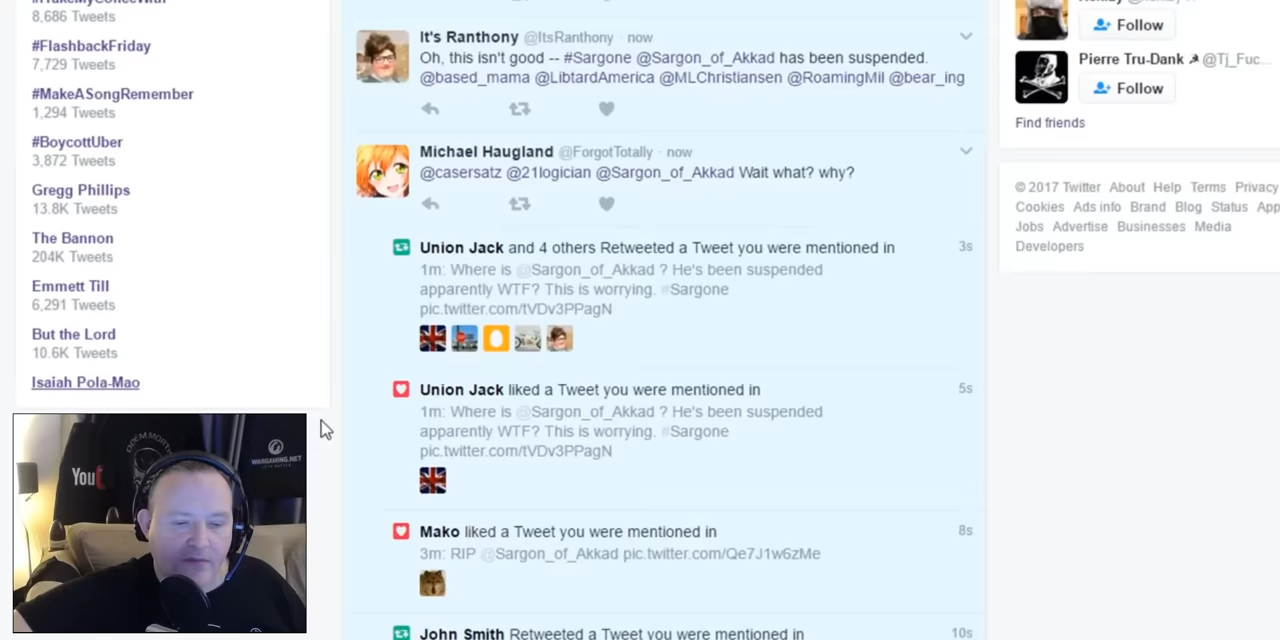 8,686 Tweets
#FlashbackFriday
7,729 Tweets
#MakeASongRemember
1,294 Tweets
#BoycottUber
3,872 Tweets
Gregg Phillips
13.8K Tweets
The Bannon
204K Tweets
Emmett Till
6,291 Tweets
But the Lord
10.6K Tweets
Isaiah Pola-Mao
YouT
WARGAMING.NET
It's Ranthony @ItsRanthony · now
Oh, this isn't good -- #Sargone @Sargon_of_Akkad has been suspended.
@based_mama @LibtardAmerica @MLChristiansen @RoamingMil @bear_ing
Michael Haugland @ForgotTotally · now
@casersatz @21logician @Sargon_of_Akkad Wait what? why?
Union Jack and 4 others Retweeted a Tweet you were mentioned in 3s
1m: Where is @Sargon_of_Akkad ? He's been suspended
apparently WTF? This is worrying. #Sargone
pic.twitter.com/tVDv3PPagN
Union Jack liked a Tweet you were mentioned in 5s
1m: Where is @Sargon_of_Akkad ? He's been suspended
apparently WTF? This is worrying. #Sargone
pic.twitter.com/tVDv3PPagN
Mako liked a Tweet you were mentioned in 8s
3m: RIP @Sargon_of_Akkad pic.twitter.com/Qe7J1w6zMe
John Smith Retweeted a Tweet you were mentioned in 10s
Follow
Pierre Tru-Dank @Tj_Fuc...
Follow
Find friends
© 2017 Twitter About Help Terms Privacy
Cookies Ads info Brand Blog Status App
Jobs Advertise Businesses Media
Developers